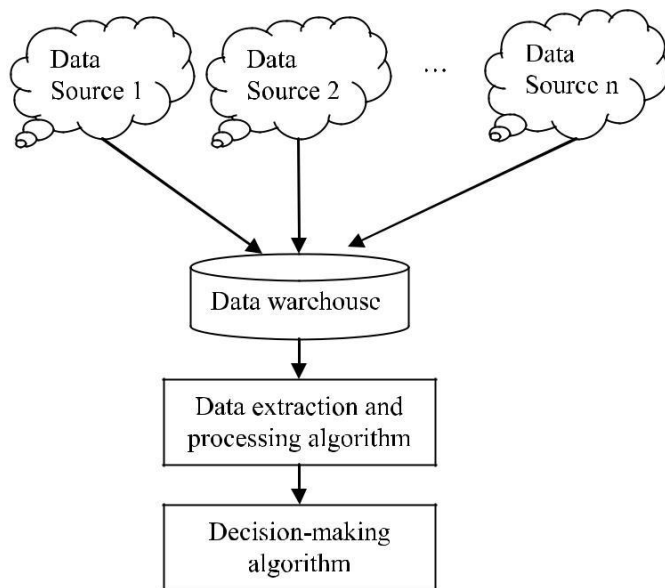 Data
Source 1
Data
Source 2
...
Data
Source n
Data warehouse
Data extraction and
processing algorithm
Decision-making
algorithm